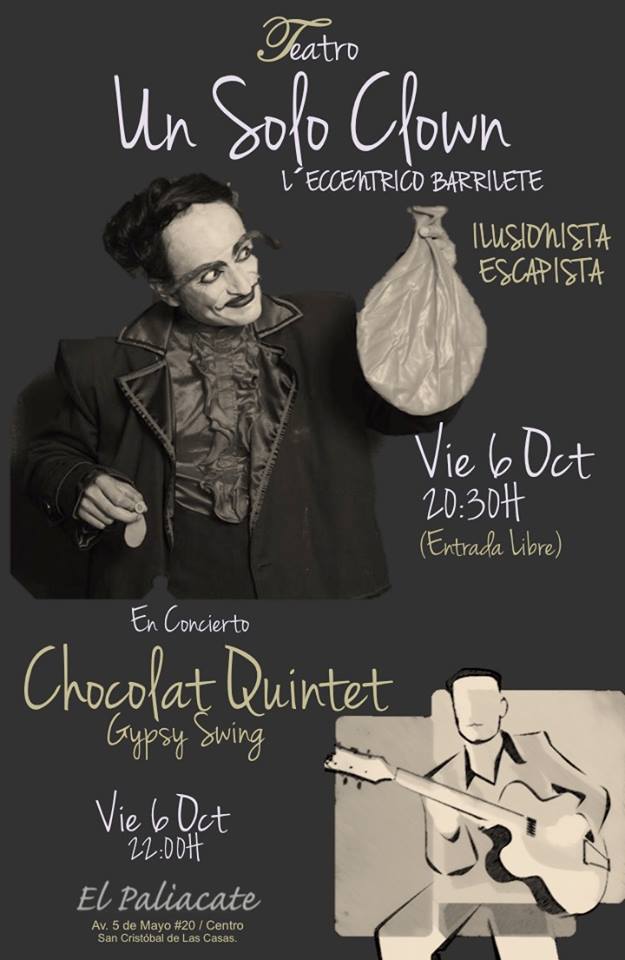 Teatro
Un Solo Clown
L´ECCENTRICO BARRILETE
ILUSIONISTA
ESCAPISTA
Vie 6 Oct
20:30H
(Entrada Libre)
En Concierto
Chocolat Quintet
Gypsy Swing
Vie 6 Oct
22:00H
El Paliacate
Av. 5 de Mayo #20 / Centro
San Cristóbal de Las Casas.